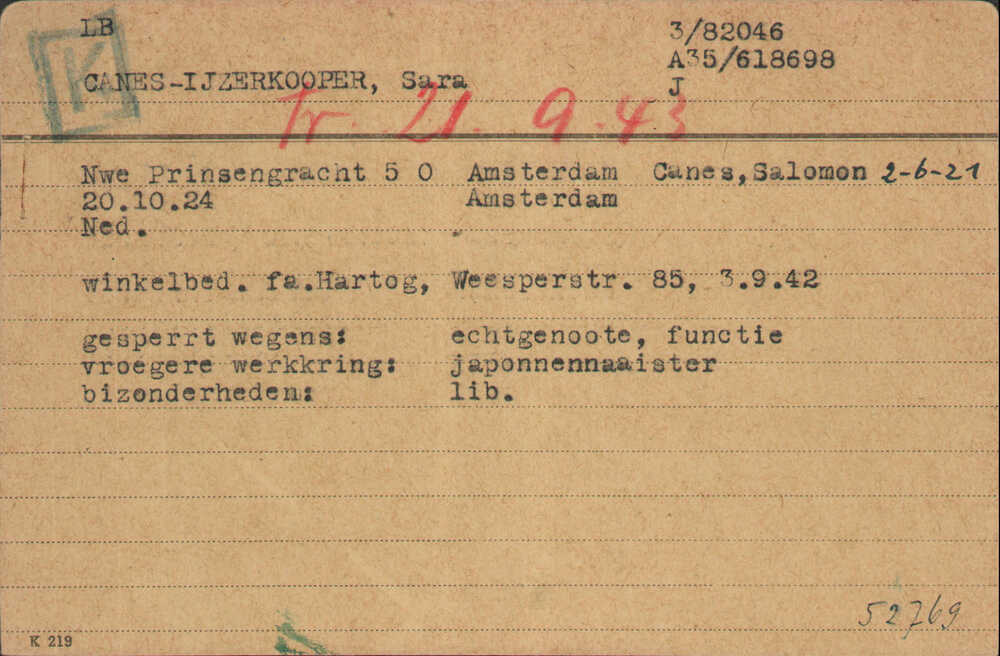 LB
3/82046
K
A35/618698
CANES-IJZERKOOPER, Sara
J
Tr. 21.9.43
Nwe Prinsengracht 5 O Amsterdam Canes,Salomon 2-6-21
20.10.24 Amsterdam
Ned.
winkelbed. fa.Hartog, Weesperstr. 85, 3.9.42
gesperrt wegens: echtgenoote, functie
vroegere werkkring: japonnennaaister
bizonderheden: lib.
52769
K 219